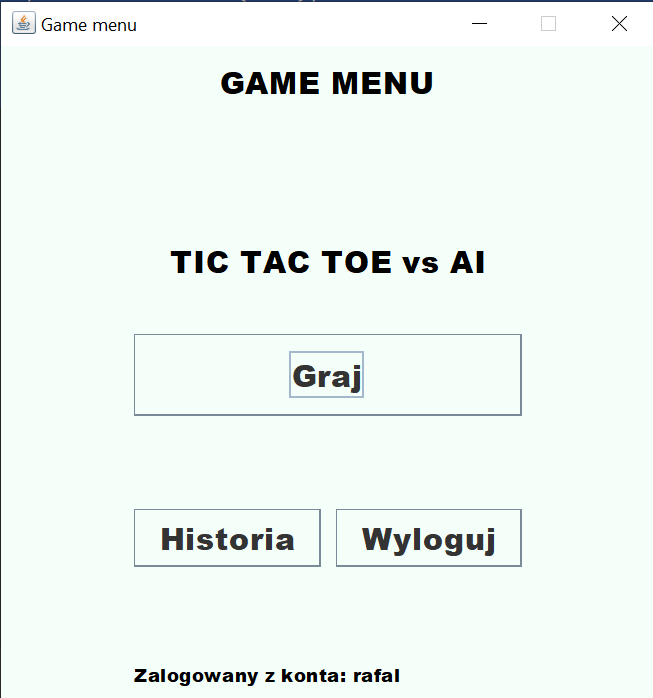 Game menu
GAME MENU
TIC TAC TOE vs AI
Graj
Historia Wyloguj
Zalogowany z konta: rafal